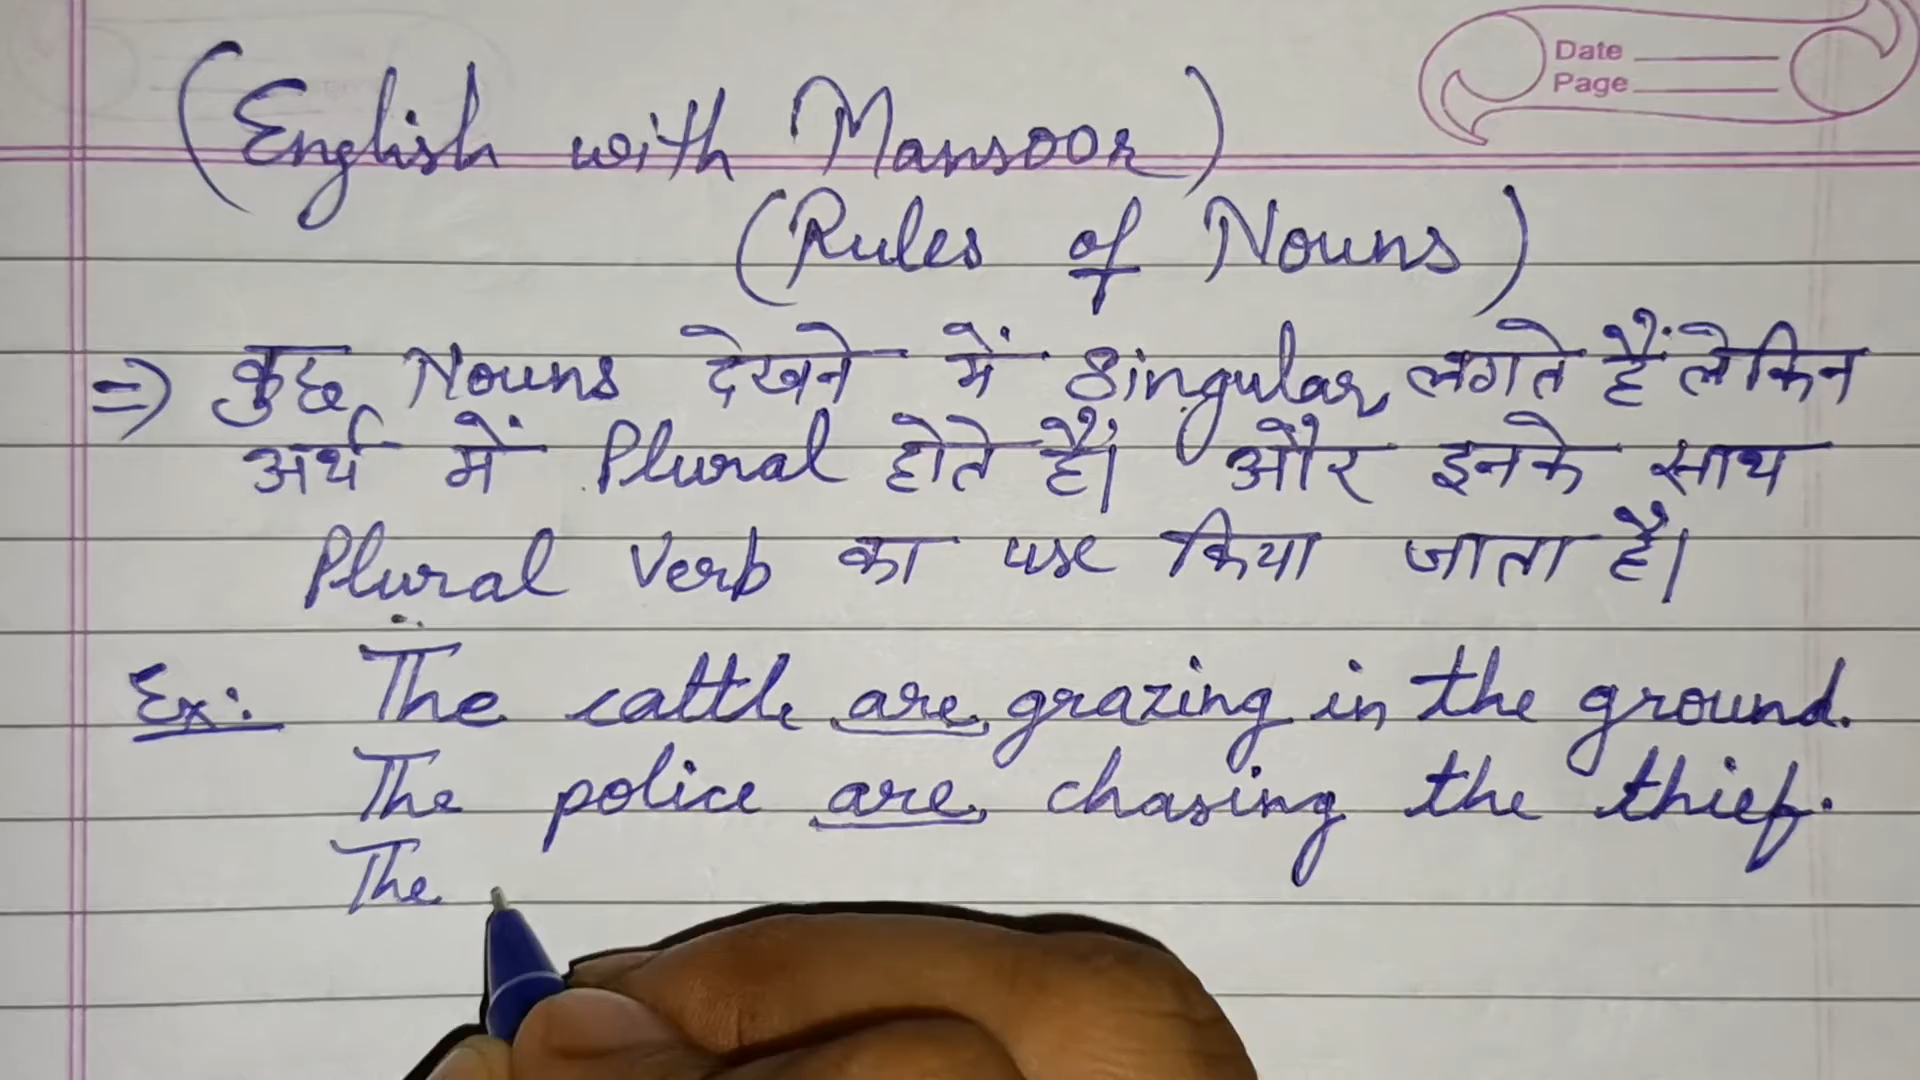 Date
Page
(English with Mansoor)
(Rules of Nouns)
=) कुछ Nouns देखने में Singular लगते हैं लेकिन
अर्थ में Plural होते हैं। और इनके साथ
Plural Verb का use किया जाता है।
Ex: The cattle are grazing in the ground.
The police are chasing the thief.
The